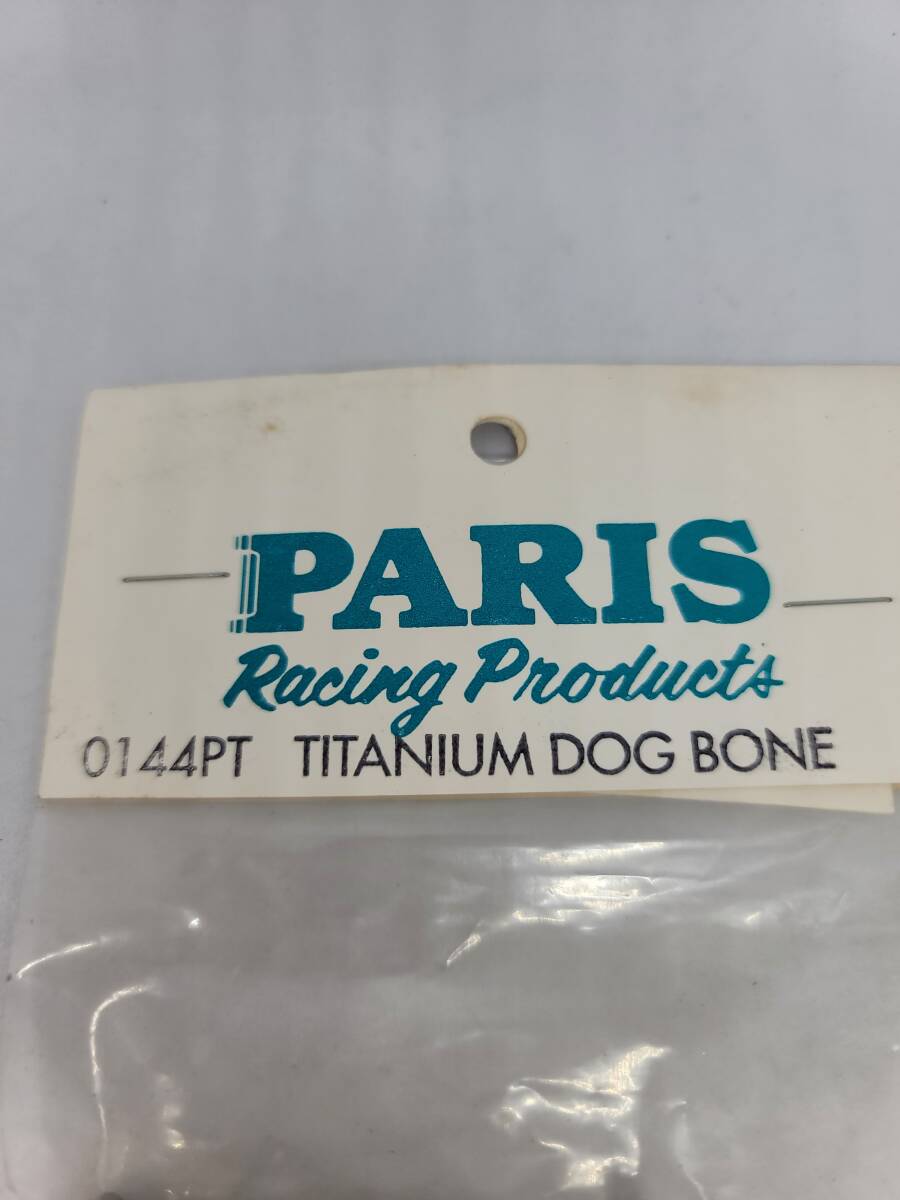 PARIS
Racing Products
0144PT TITANIUM DOG BONE